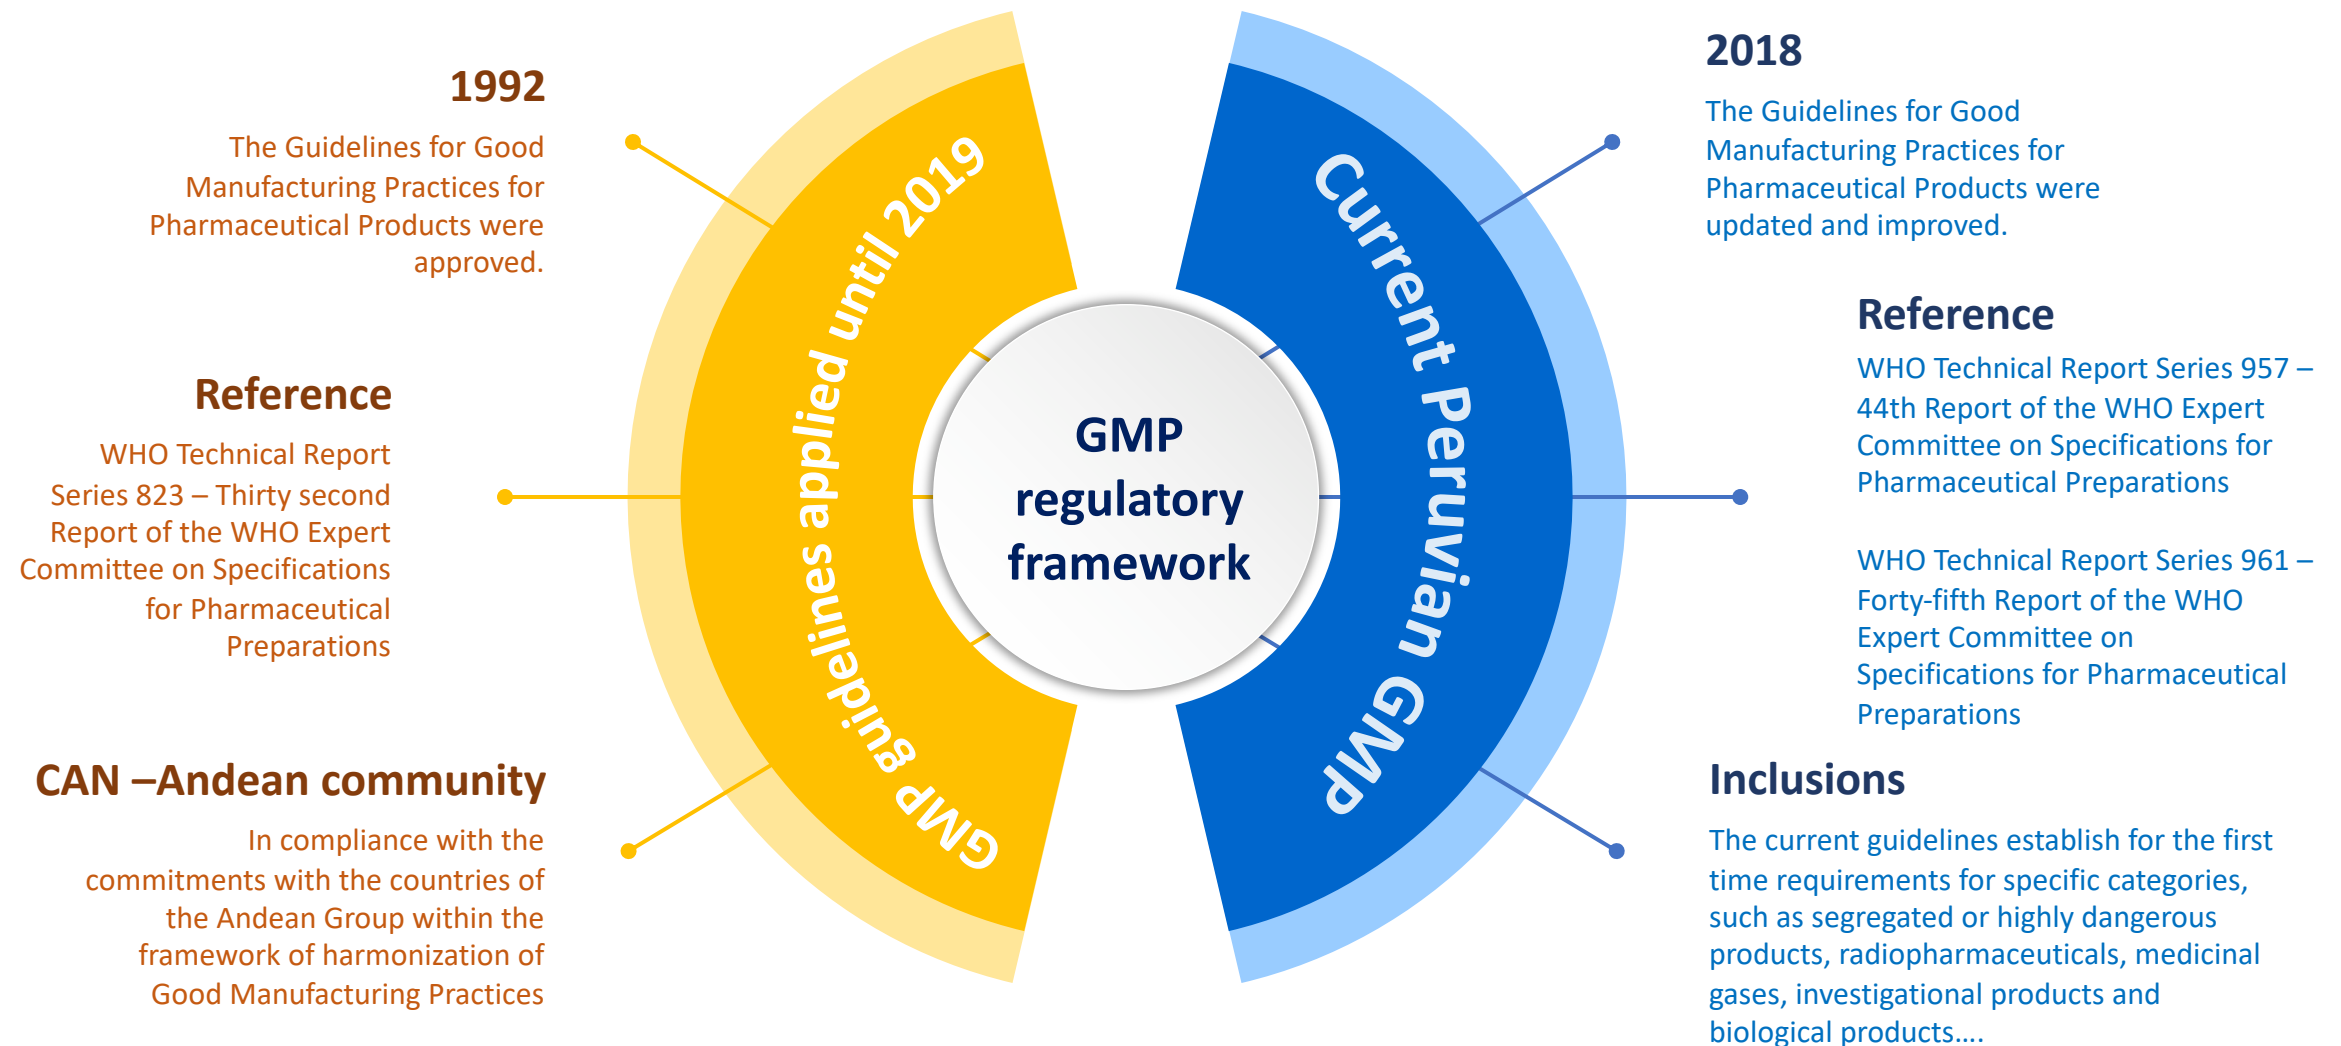 1992
The Guidelines for Good
Manufacturing Practices for
Pharmaceutical Products were
approved.
Reference
WHO Technical Report
Series 823 – Thirty second
Report of the WHO Expert
Committee on Specifications
for Pharmaceutical
Preparations
CAN –Andean community
In compliance with the
commitments with the countries of
the Andean Group within the
framework of harmonization of
Good Manufacturing Practices
GMP guidelines applied until 2019
GMP
regulatory
framework
Current Peruvian GMP
2018
The Guidelines for Good
Manufacturing Practices for
Pharmaceutical Products were
updated and improved.
Reference
WHO Technical Report Series 957 –
44th Report of the WHO Expert
Committee on Specifications for
Pharmaceutical Preparations
WHO Technical Report Series 961 –
Forty-fifth Report of the WHO
Expert Committee on
Specifications for Pharmaceutical
Preparations
Inclusions
The current guidelines establish for the first
time requirements for specific categories,
such as segregated or highly dangerous
products, radiopharmaceuticals, medicinal
gases, investigational products and
biological products....